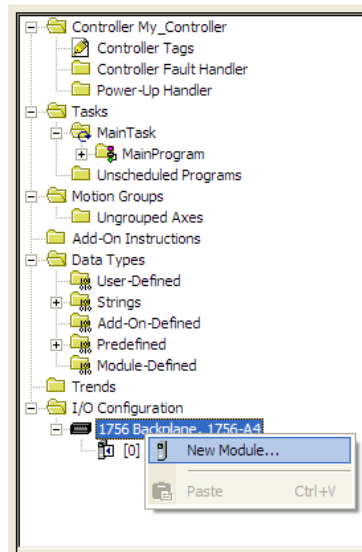 Controller My_Controller
Controller Tags
Controller Fault Handler
Power-Up Handler
Tasks
MainTask
MainProgram
Unscheduled Programs
Motion Groups
Ungrouped Axes
Add-On Instructions
Data Types
User-Defined
Strings
Add-On-Defined
Predefined
Module-Defined
Trends
I/O Configuration
1756 Backplane, 1756-A4
[0] New Module...
Paste Ctrl+V